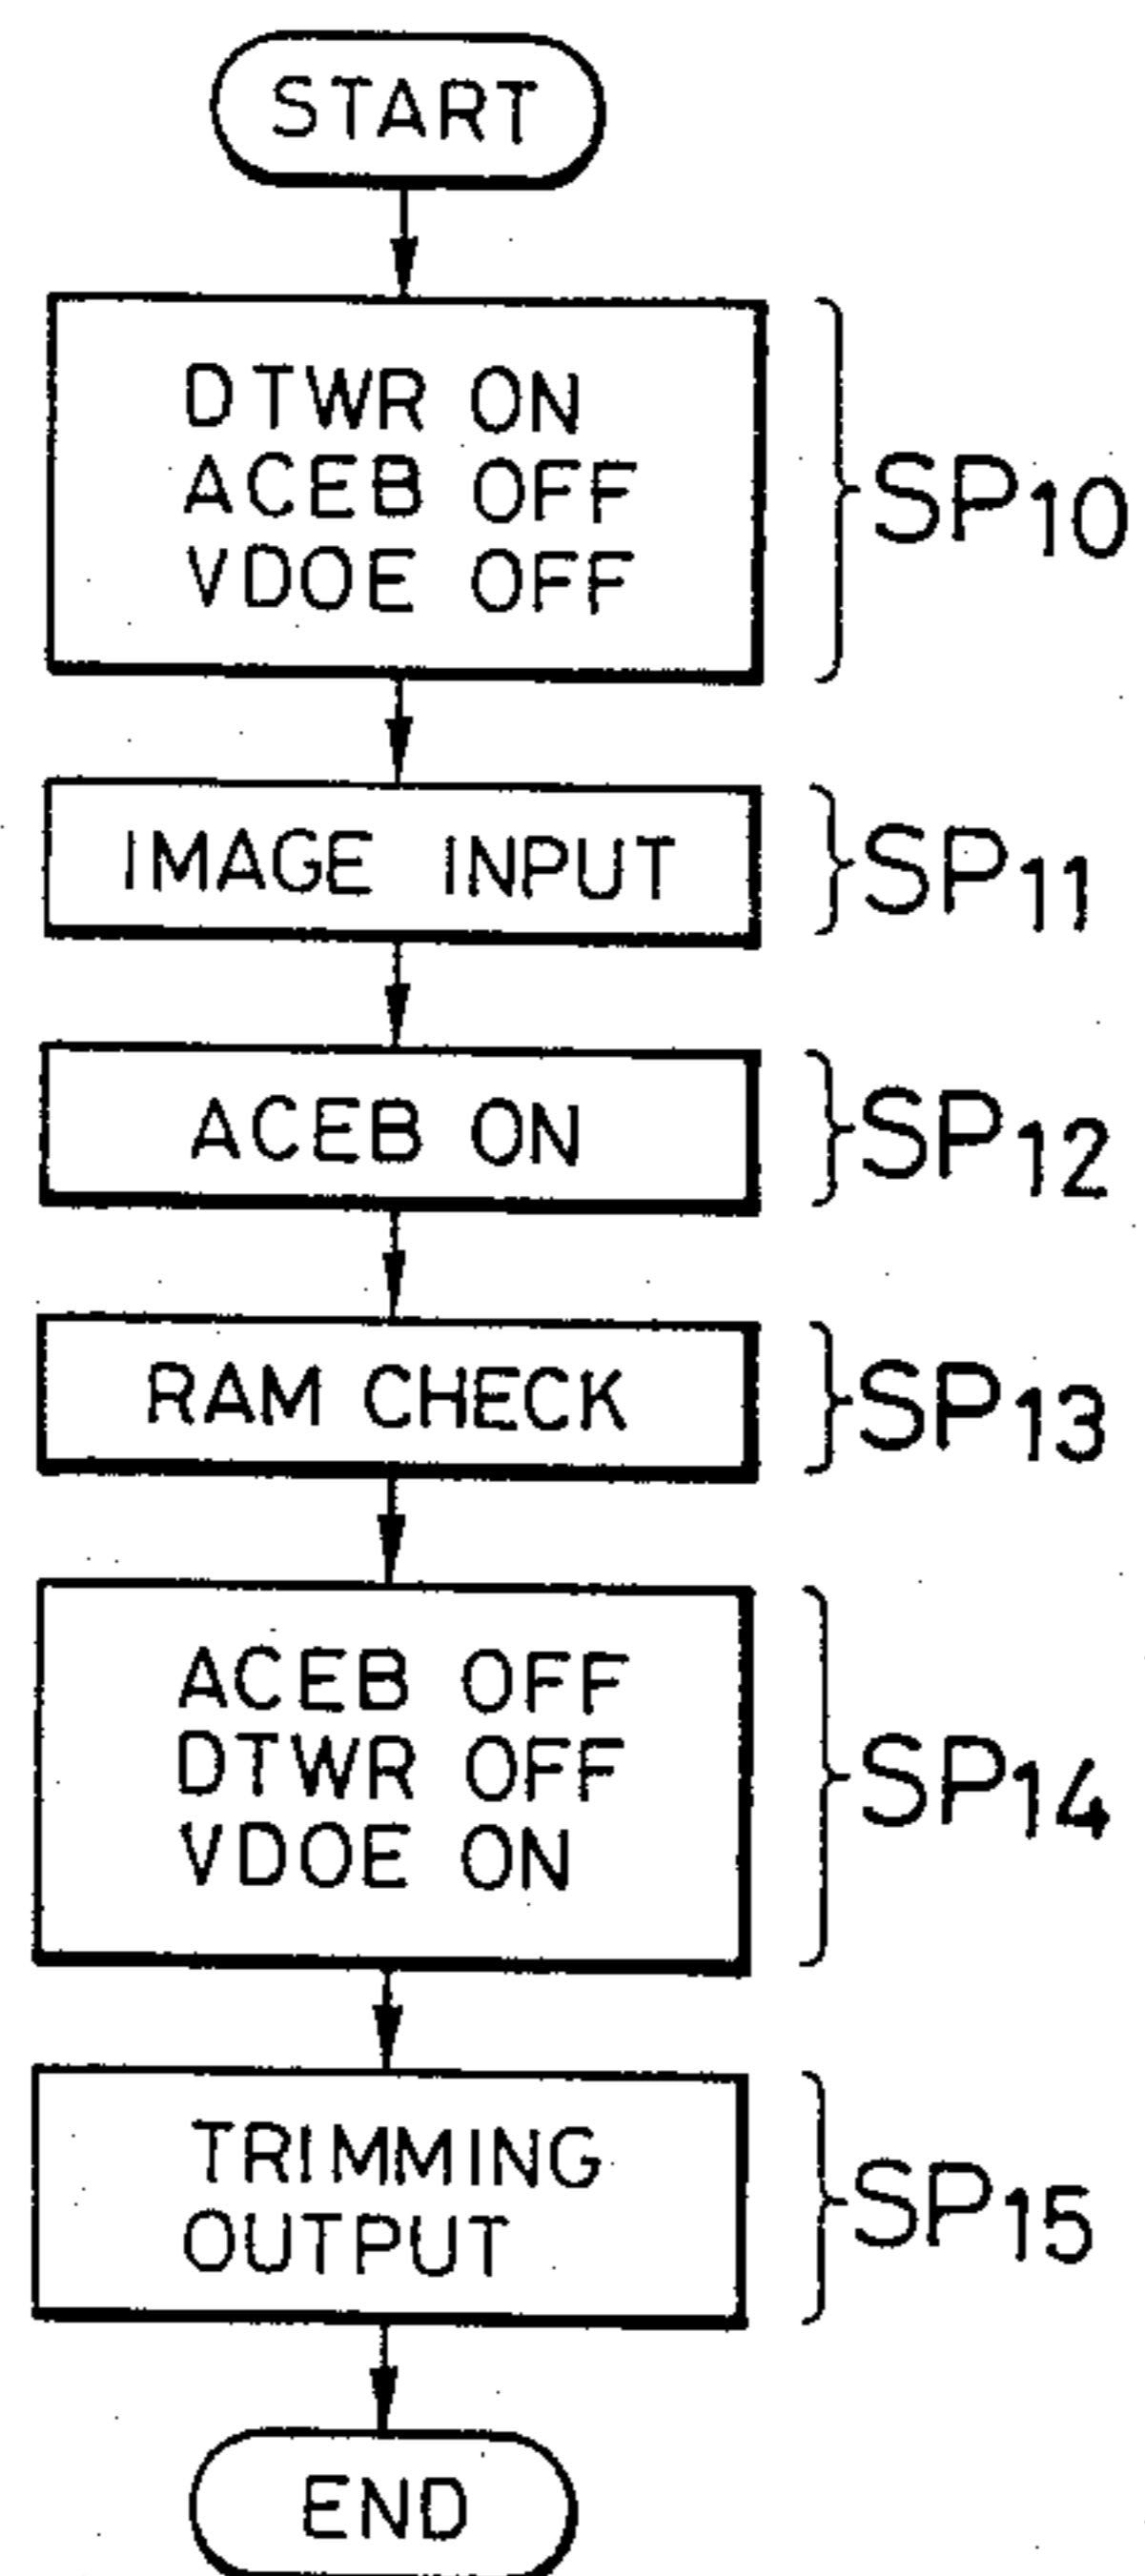 START
DTWR ON
ACEB OFF
VDOE OFF
SP10
IMAGE INPUT
SP11
ACEB ON
SP12
RAM CHECK
SP13
ACEB OFF
DTWR OFF
VDOE ON
SP14
TRIMMING
OUTPUT
SP15
END